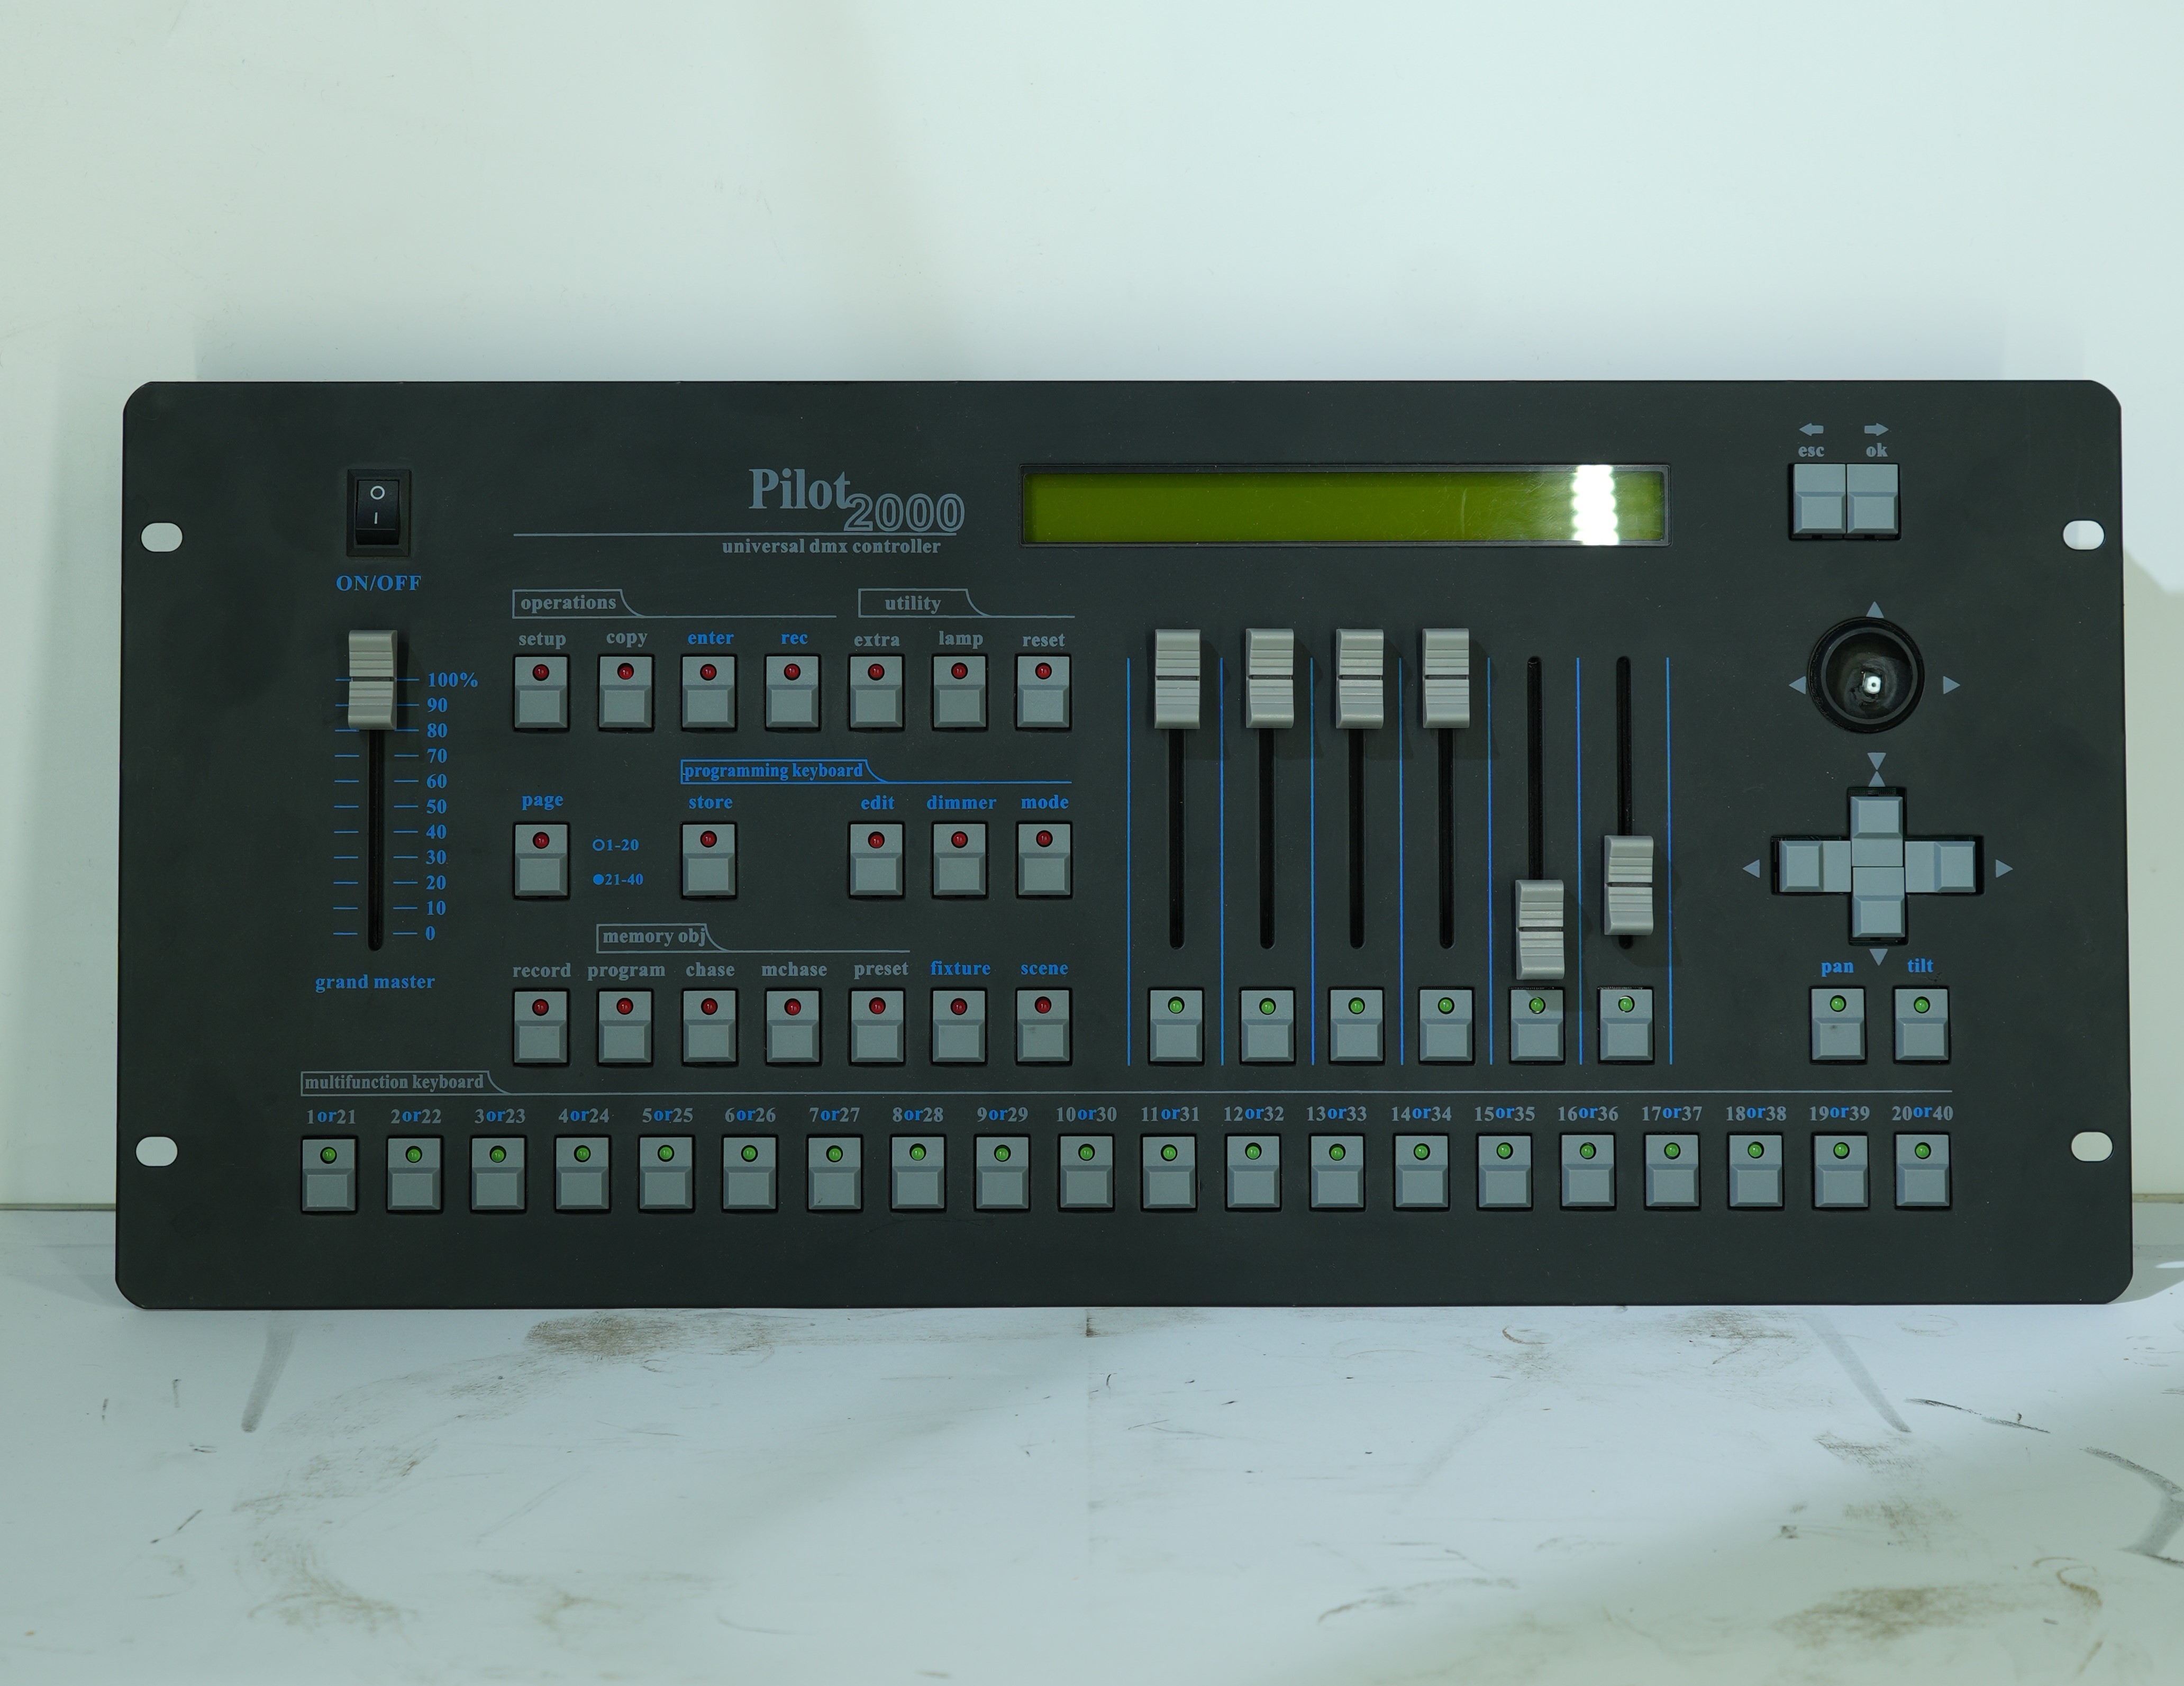 esc ok
Pilot 2000
universal dmx controller
O
I
ON/OFF
operations utility
setup copy enter rec extra lamp reset
100%
90
80
70
60
50
40
30
20
10
0
grand master
programming keyboard
page store edit dimmer mode
1-20
21-40
memory obj
record program chase mchase preset fixture scene
pan tilt
multifunction keyboard
1or21 2or22 3or23 4or24 5or25 6or26 7or27 8or28 9or29 10or30 11or31 12or32 13or33 14or34 15or35 16or36 17or37 18or38 19or39 20or40